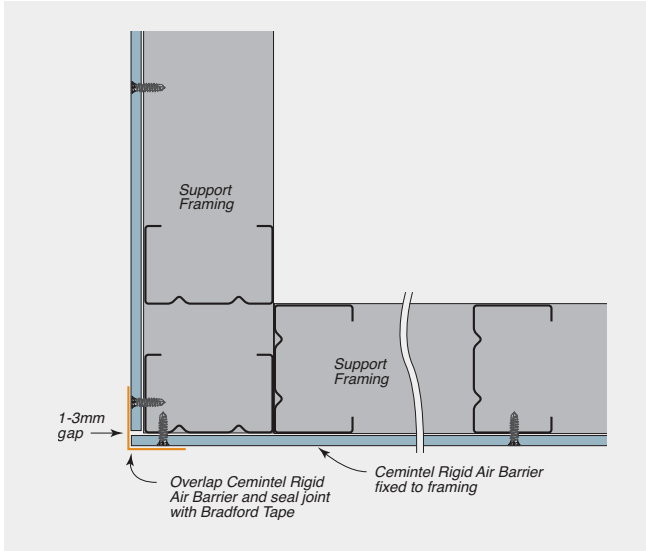 Support
Framing
Support
Framing
1-3mm
gap
Overlap Cemintel Rigid
Air Barrier and seal joint
with Bradford Tape
Cemintel Rigid Air Barrier
fixed to framing